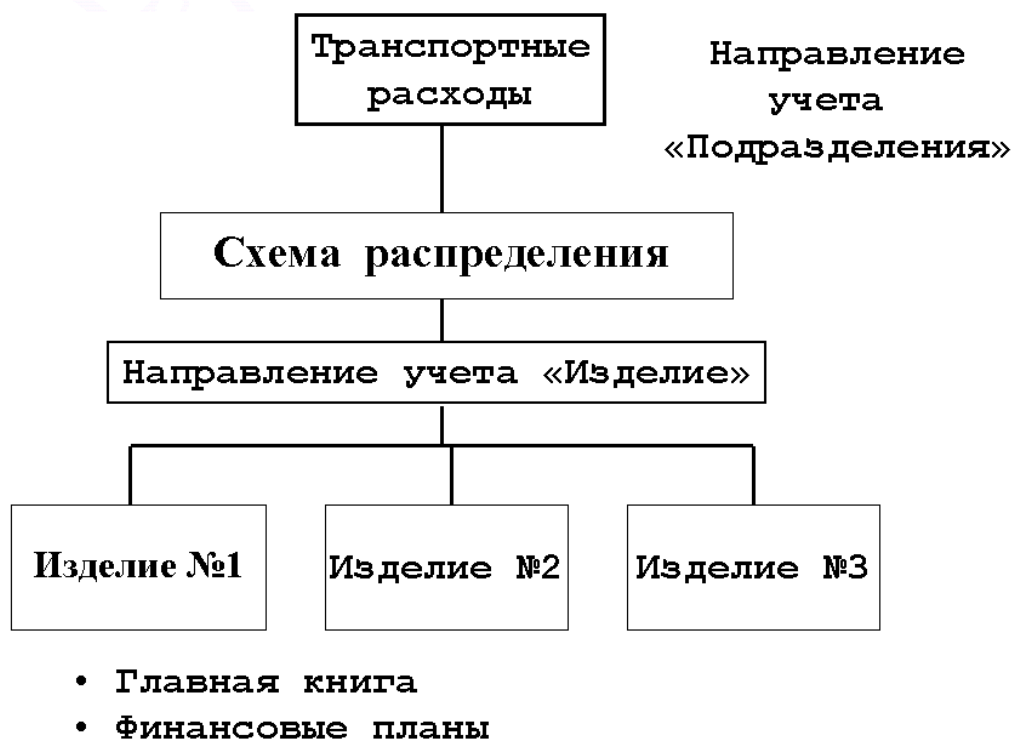 Транспортные
расходы
Направление
учета
«Подразделения»
Схема распределения
Направление учета «Изделие»
Изделие №1
Изделие №2
Изделие №3
• Главная книга
• Финансовые планы